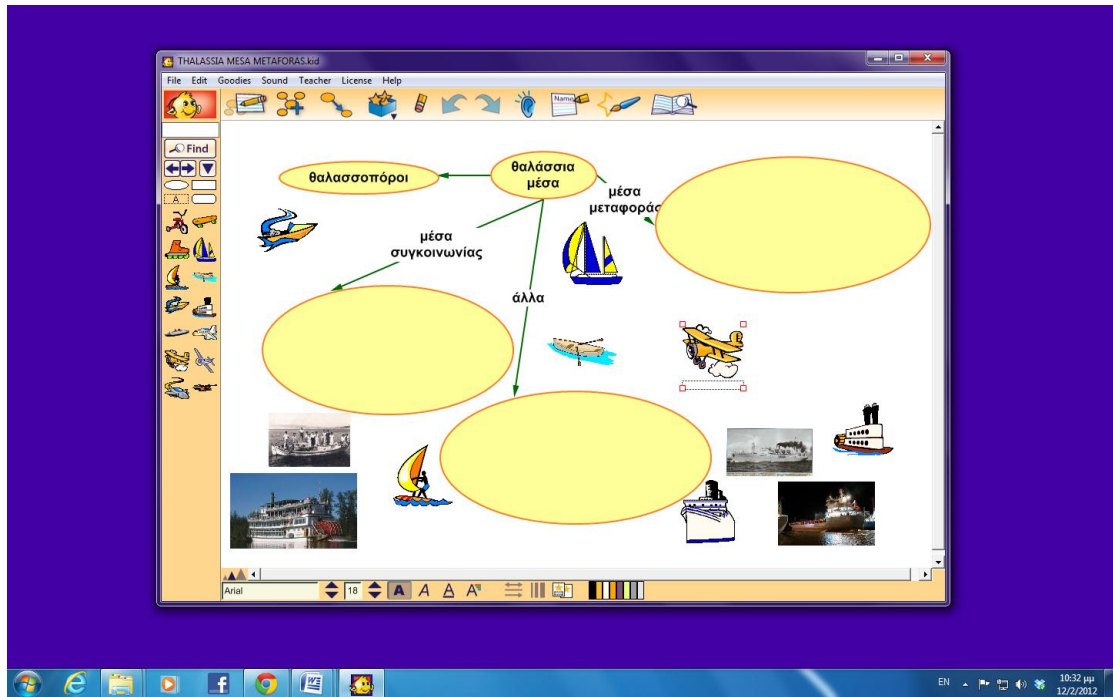 THALASSIA MESA METAFORAS.kid
File Edit Goodies Sound Teacher License Help
Name
Find
A
θαλασσοπόροι
θαλάσσια
μέσα
μέσα
μεταφοράς
μέσα
συγκοινωνίας
άλλα
Arial 18 A A A A
EN 10:32 μμ
12/2/2012